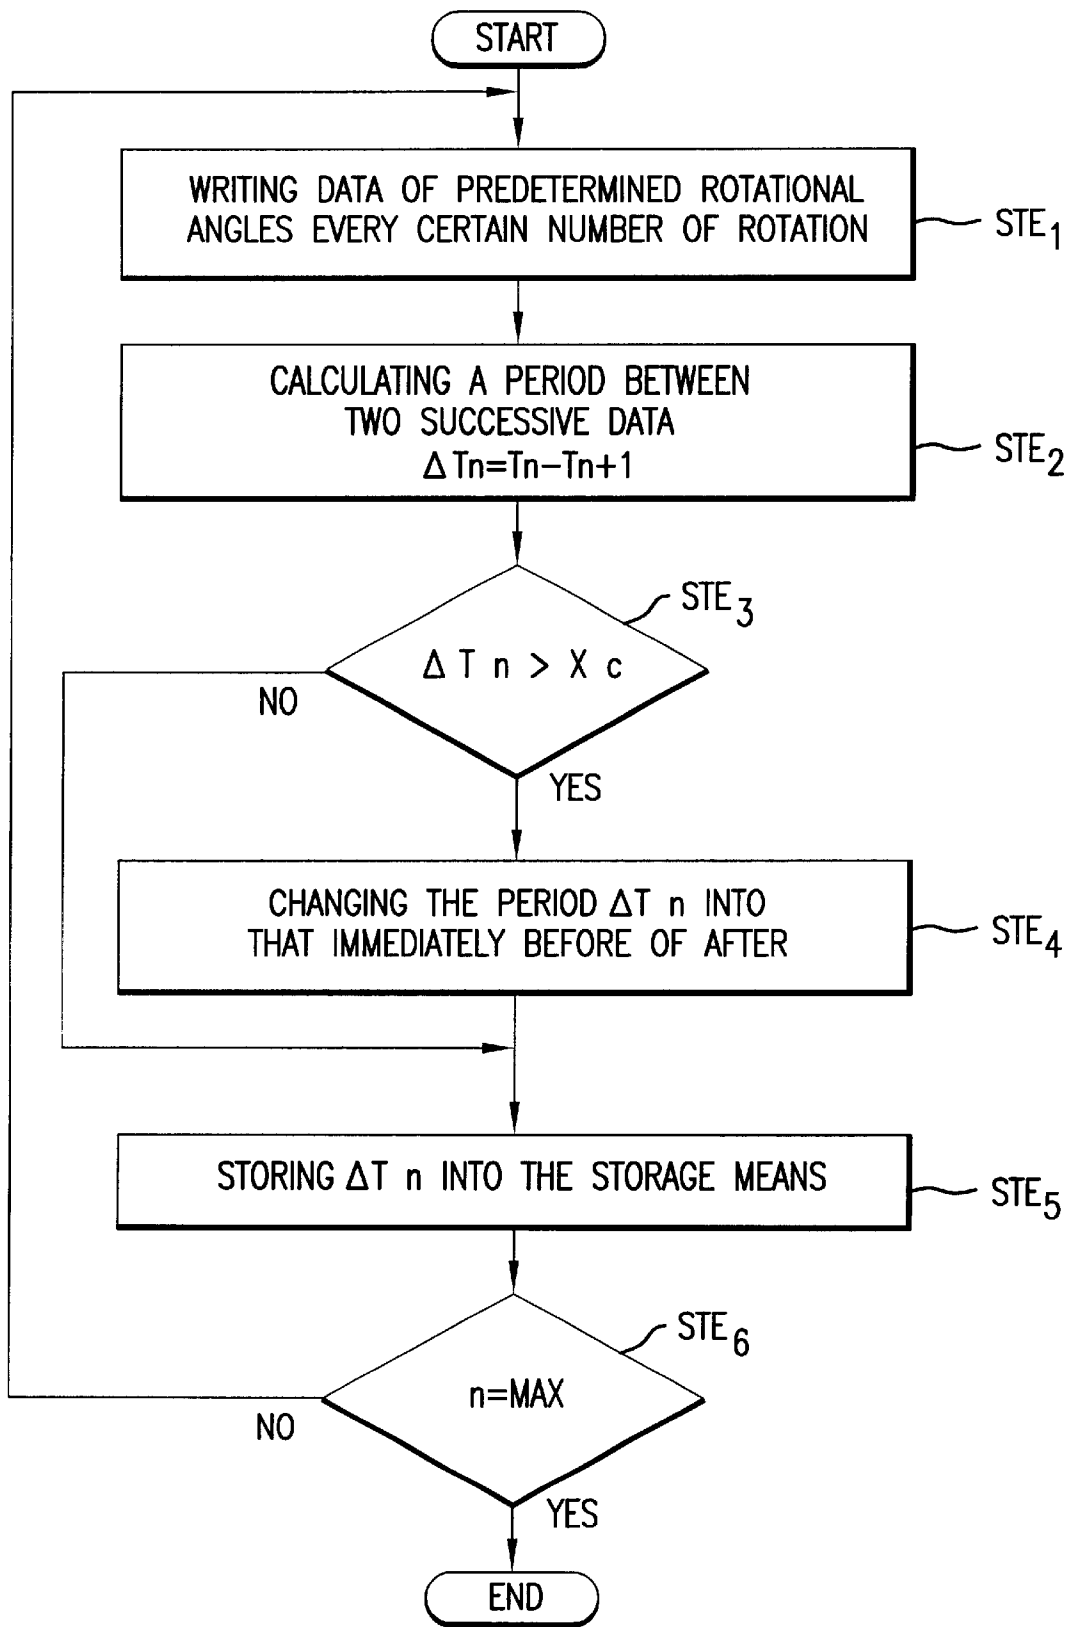 START
WRITING DATA OF PREDETERMINED ROTATIONAL
ANGLES EVERY CERTAIN NUMBER OF ROTATION
STE1
CALCULATING A PERIOD BETWEEN
TWO SUCCESSIVE DATA
ΔTn=Tn-Tn+1
STE2
STE3
ΔT n > X c
NO
YES
CHANGING THE PERIOD ΔT n INTO
THAT IMMEDIATELY BEFORE OF AFTER
STE4
STORING ΔT n INTO THE STORAGE MEANS
STE5
STE6
n=MAX
NO
YES
END